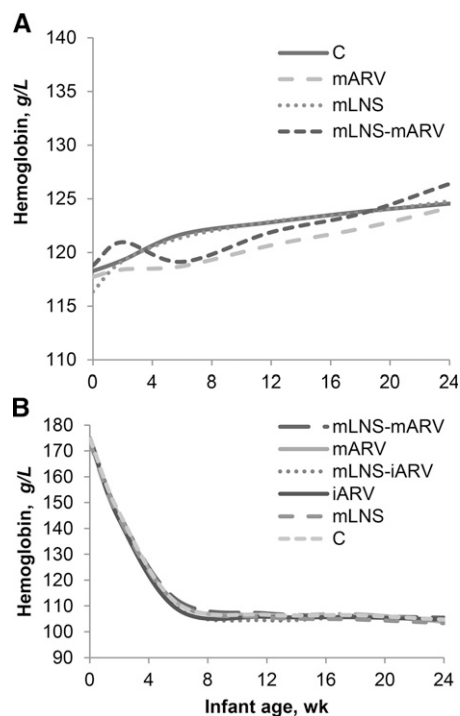 A
140
135
130
125
120
115
110
Hemoglobin, g/L
C
mARV
mLNS
mLNS-mARV
0 4 8 12 16 20 24
B
180
170
160
150
140
130
120
110
100
90
Hemoglobin, g/L
mLNS-mARV
mARV
mLNS-iARV
iARV
mLNS
C
0 4 8 12 16 20 24
Infant age, wk